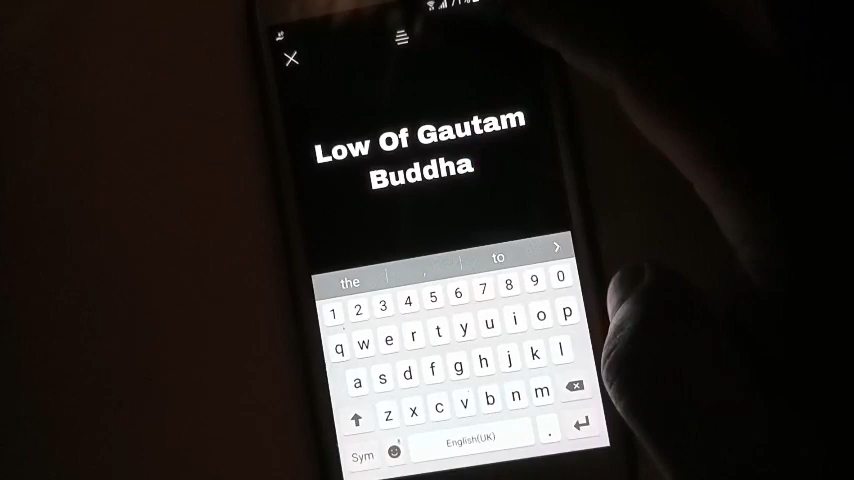 Low Of Gautam
Buddha
the , to
1 2 3 4 5 6 7 8 9 0
q w e r t y u i o p
a s d f g h j k l
z x c v b n m
Sym English(UK) .